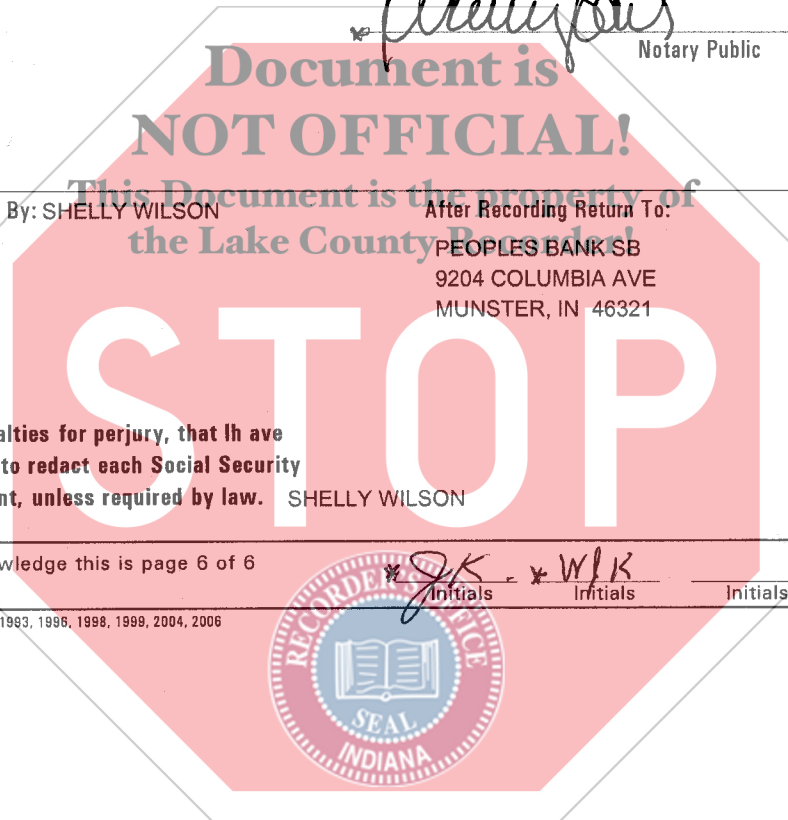 Notary Public
Document is
NOT OFFICIAL!
This Document is the property of
the Lake County Recorder!
By: SHELLY WILSON
After Recording Return To:
PEOPLES BANK SB
9204 COLUMBIA AVE
MUNSTER, IN 46321
STOP
alties for perjury, that Ih ave
to redact each Social Security
nt, unless required by law. SHELLY WILSON
wledge this is page 6 of 6
* JK * WJK
Initials Initials Initials
1993, 1996, 1998, 1999, 2004, 2006
RECORDER'S OFFICE
SEAL
INDIANA